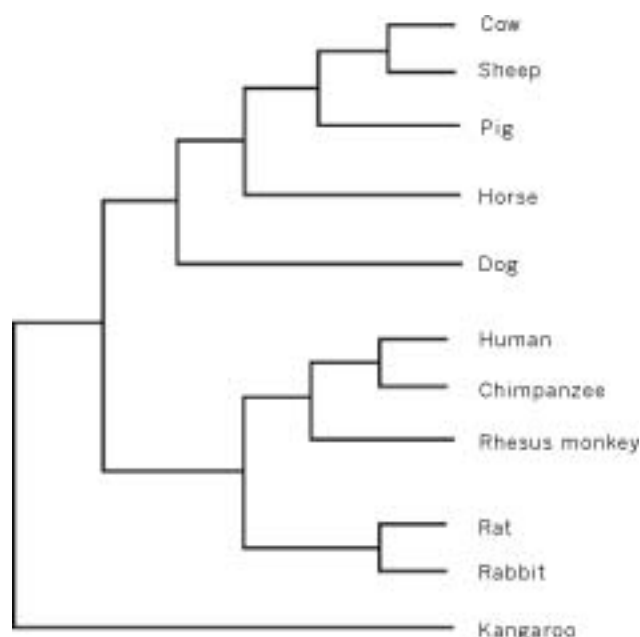 Cow
Sheep
Pig
Horse
Dog
Human
Chimpanzee
Rhesus monkey
Rat
Rabbit
Kangaroo